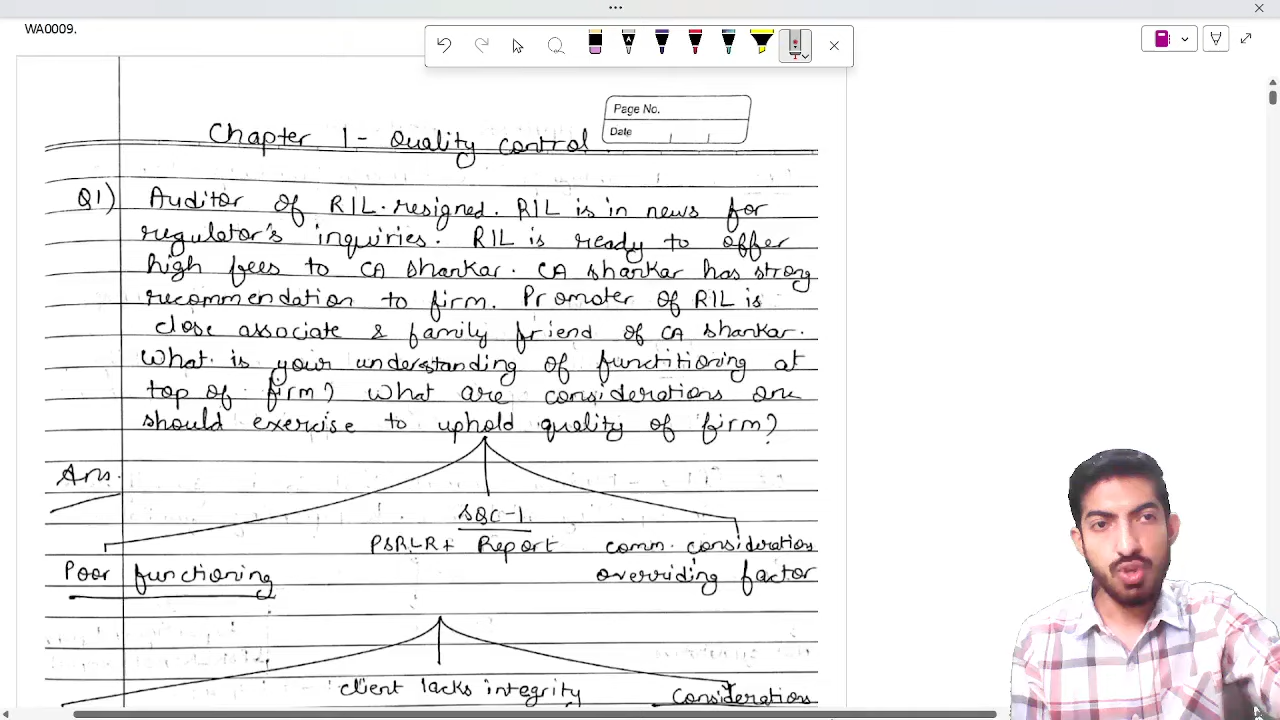 WA0009.
Page No.
Date
Chapter 1 - Quality control
Q1) Auditor of RIL resigned. RIL is in news for
regulator's inquiries. RIL is ready to offer
high fees to CA Shankar. CA Shankar has strong
recommendation to firm. Promoter of RIL is
close associate & family friend of CA Shankar.
What is your understanding of functitioning at
top of firm? What are considerations one
should exercise to uphold quality of firm?
Ans.
SQC-1
PSRLR+ Report comm. consideration
Poor functioning overriding factor
client lacks integrity
Considerations